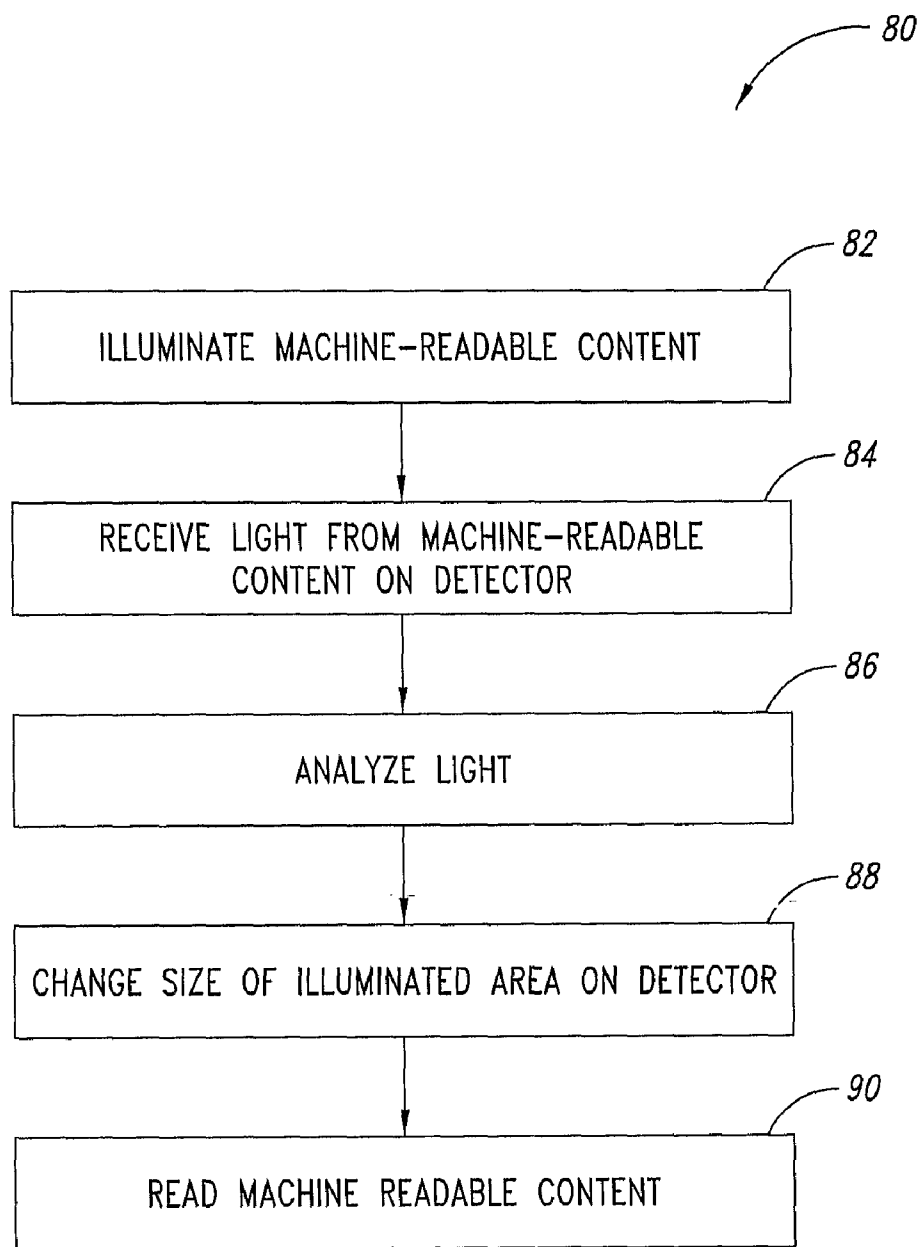 80
82
ILLUMINATE MACHINE-READABLE CONTENT
84
RECEIVE LIGHT FROM MACHINE-READABLE
CONTENT ON DETECTOR
86
ANALYZE LIGHT
88
CHANGE SIZE OF ILLUMINATED AREA ON DETECTOR
90
READ MACHINE READABLE CONTENT